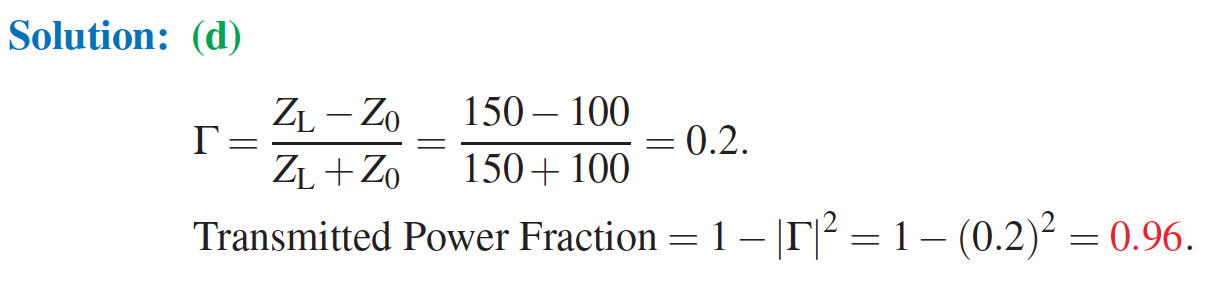 Solution: (d)
Γ = (Z_L − Z_0)/(Z_L + Z_0) = (150 − 100)/(150 + 100) = 0.2.
Transmitted Power Fraction = 1 − |Γ|² = 1 − (0.2)² = 0.96.